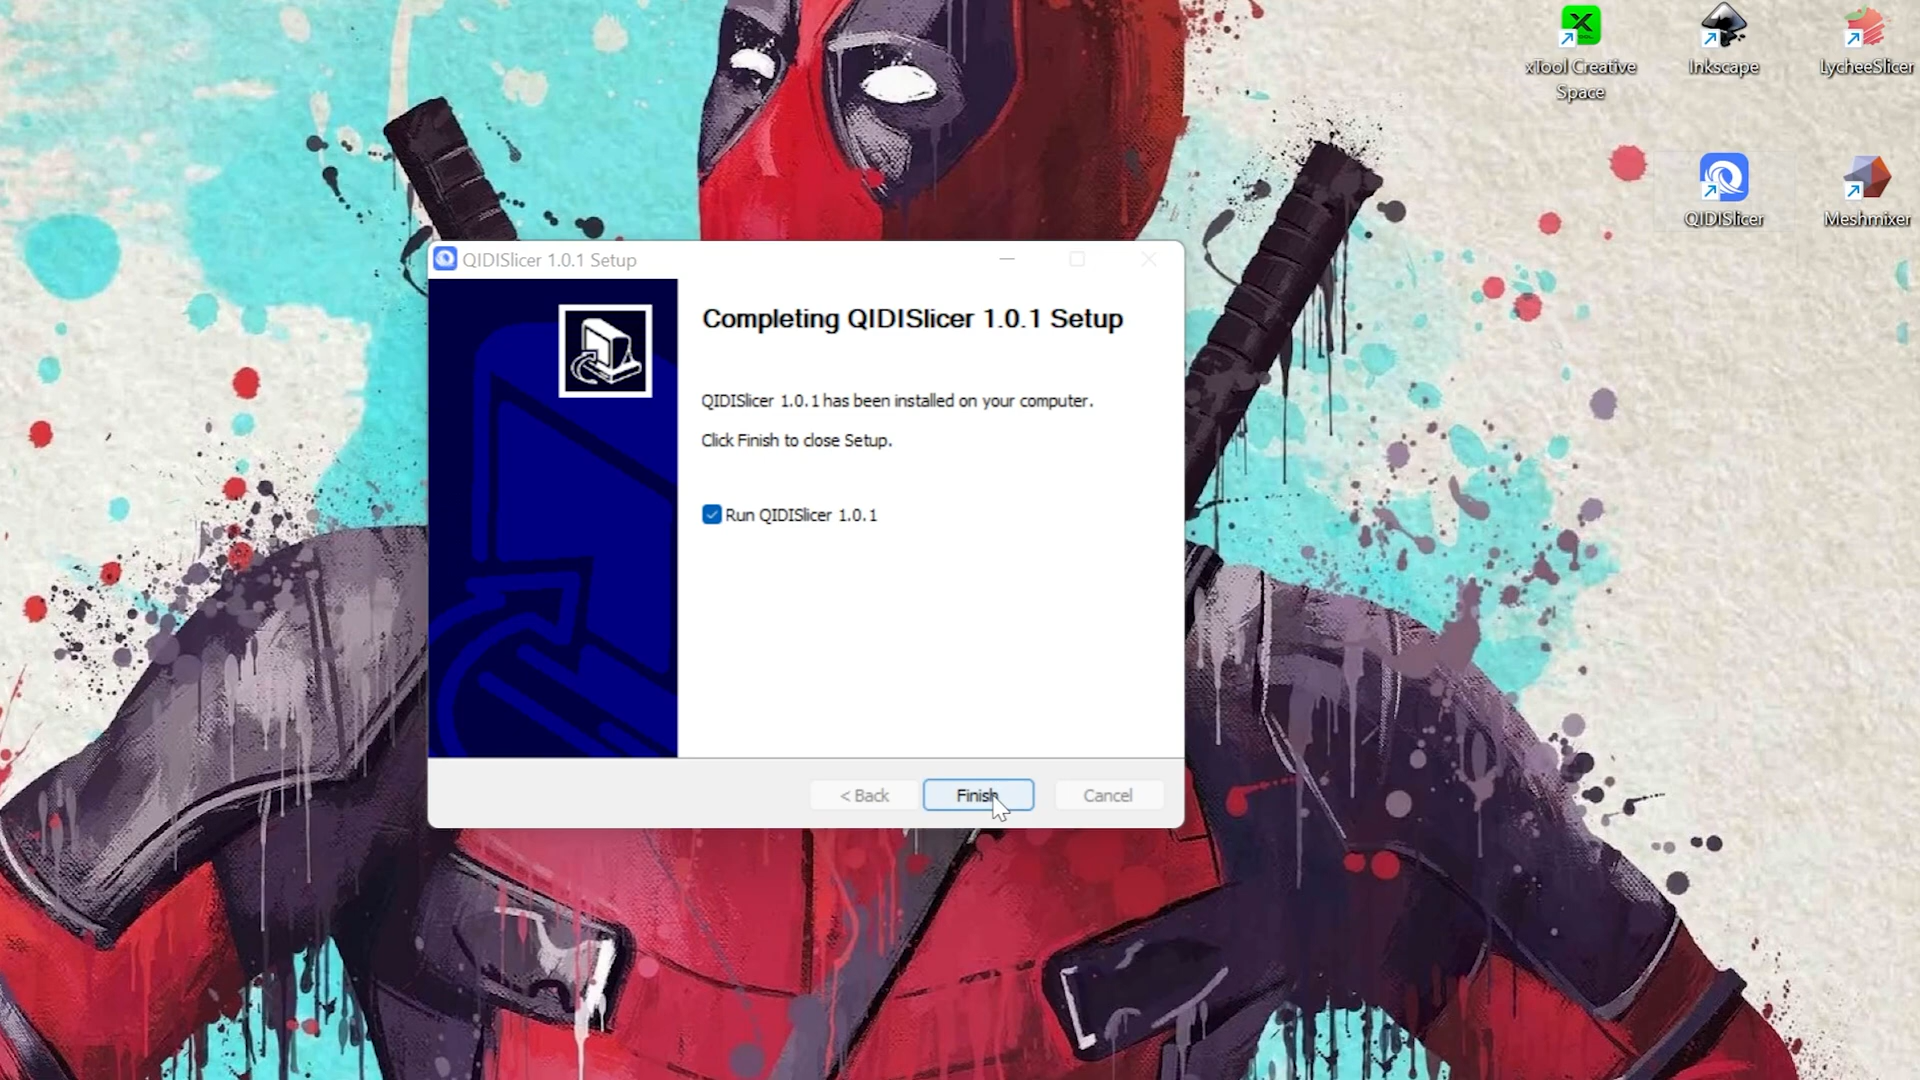 xTool Creative
Space
Inkscape
LycheeSlicer
QIDISlicer
Meshmixer
QIDISlicer 1.0.1 Setup
Completing QIDISlicer 1.0.1 Setup
QIDISlicer 1.0.1 has been installed on your computer.
Click Finish to close Setup.
Run QIDISlicer 1.0.1
< Back
Finish
Cancel